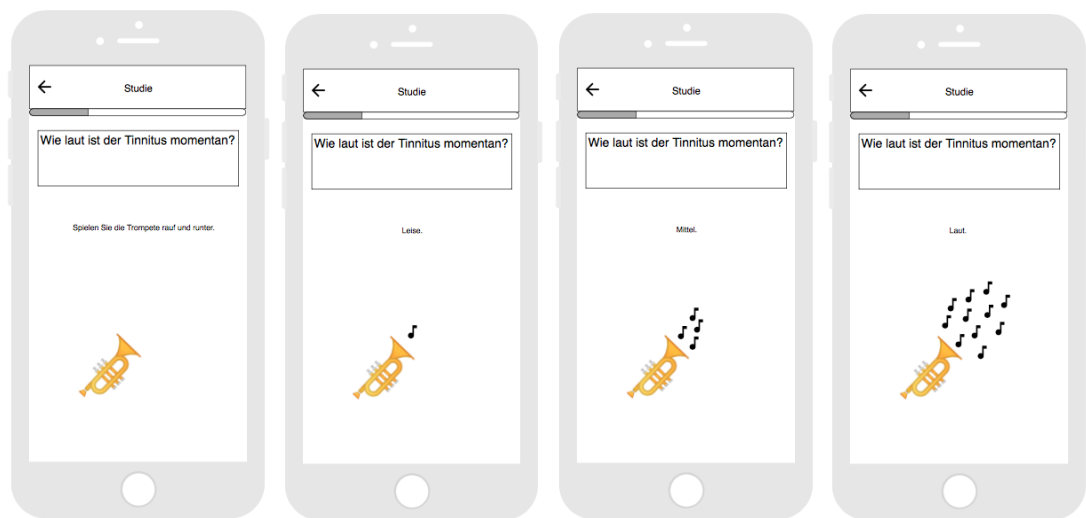 Studie
Wie laut ist der Tinnitus momentan?
Spielen Sie die Trompete rauf und runter.
Studie
Wie laut ist der Tinnitus momentan?
Leise.
Studie
Wie laut ist der Tinnitus momentan?
Mittel.
Studie
Wie laut ist der Tinnitus momentan?
Laut.